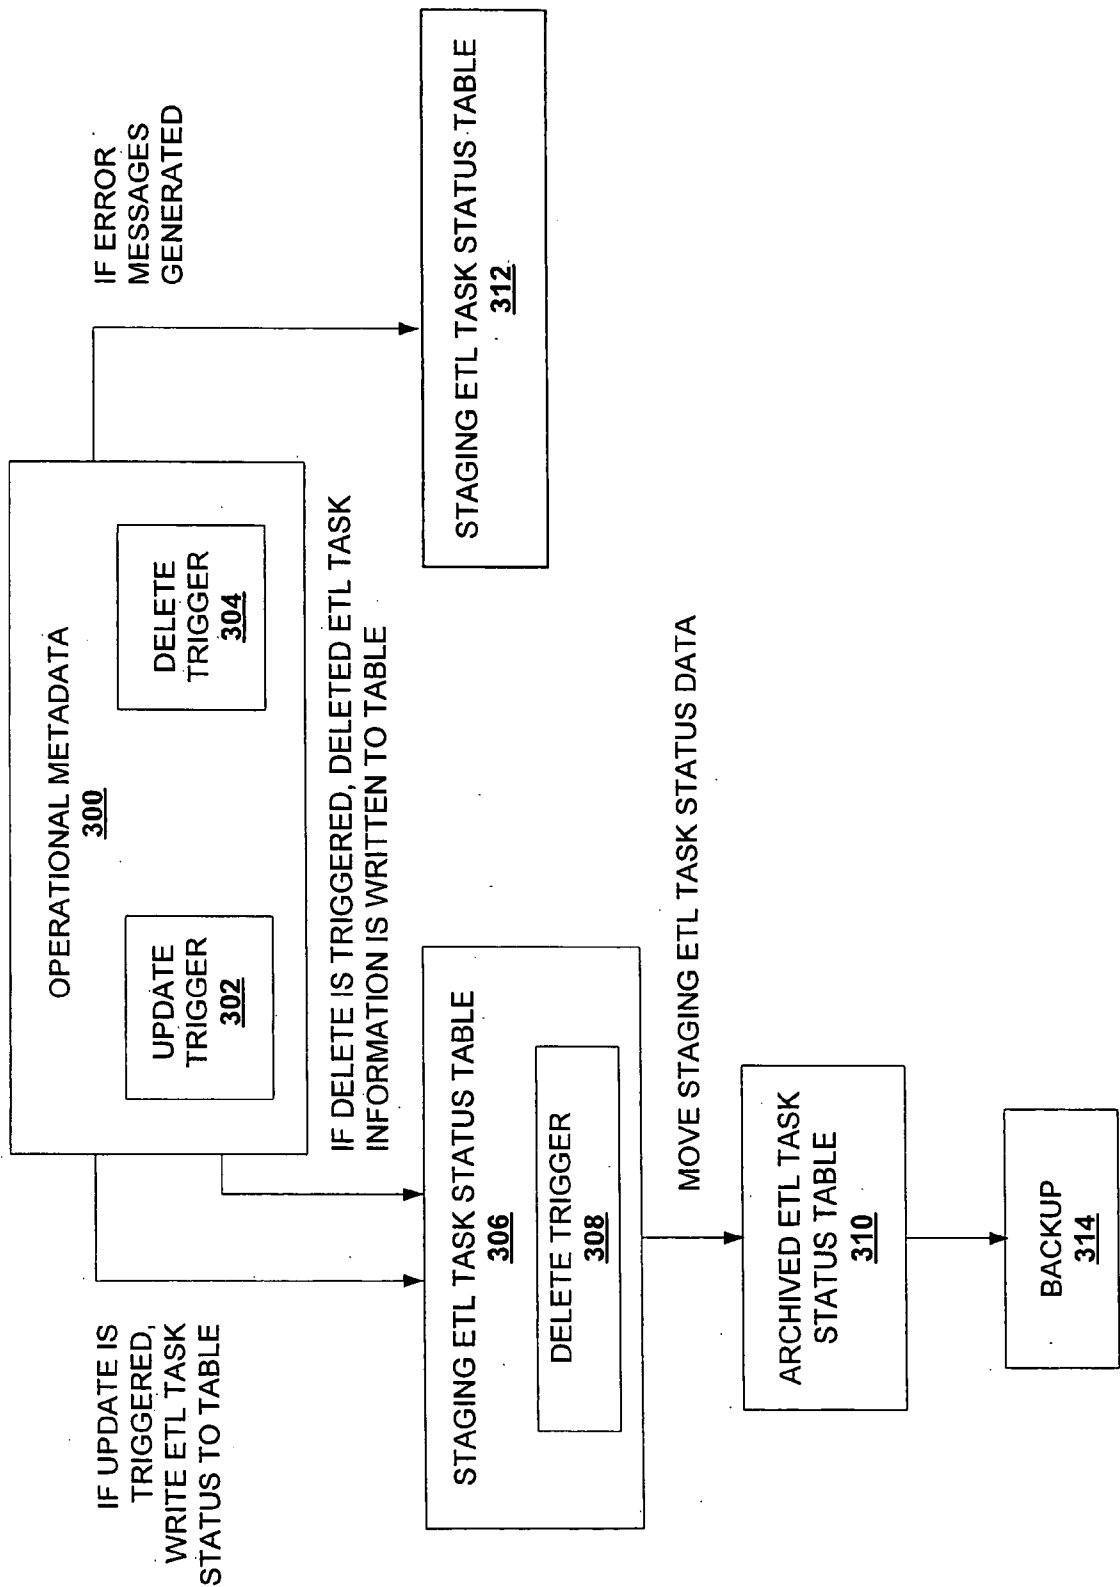 OPERATIONAL METADATA
300
UPDATE
TRIGGER
302
DELETE
TRIGGER
304
IF UPDATE IS
TRIGGERED,
WRITE ETL TASK
STATUS TO TABLE
IF DELETE IS TRIGGERED, DELETED ETL TASK
INFORMATION IS WRITTEN TO TABLE
IF ERROR
MESSAGES
GENERATED
STAGING ETL TASK STATUS TABLE
306
DELETE TRIGGER
308
STAGING ETL TASK STATUS TABLE
312
MOVE STAGING ETL TASK STATUS DATA
ARCHIVED ETL TASK
STATUS TABLE
310
BACKUP
314